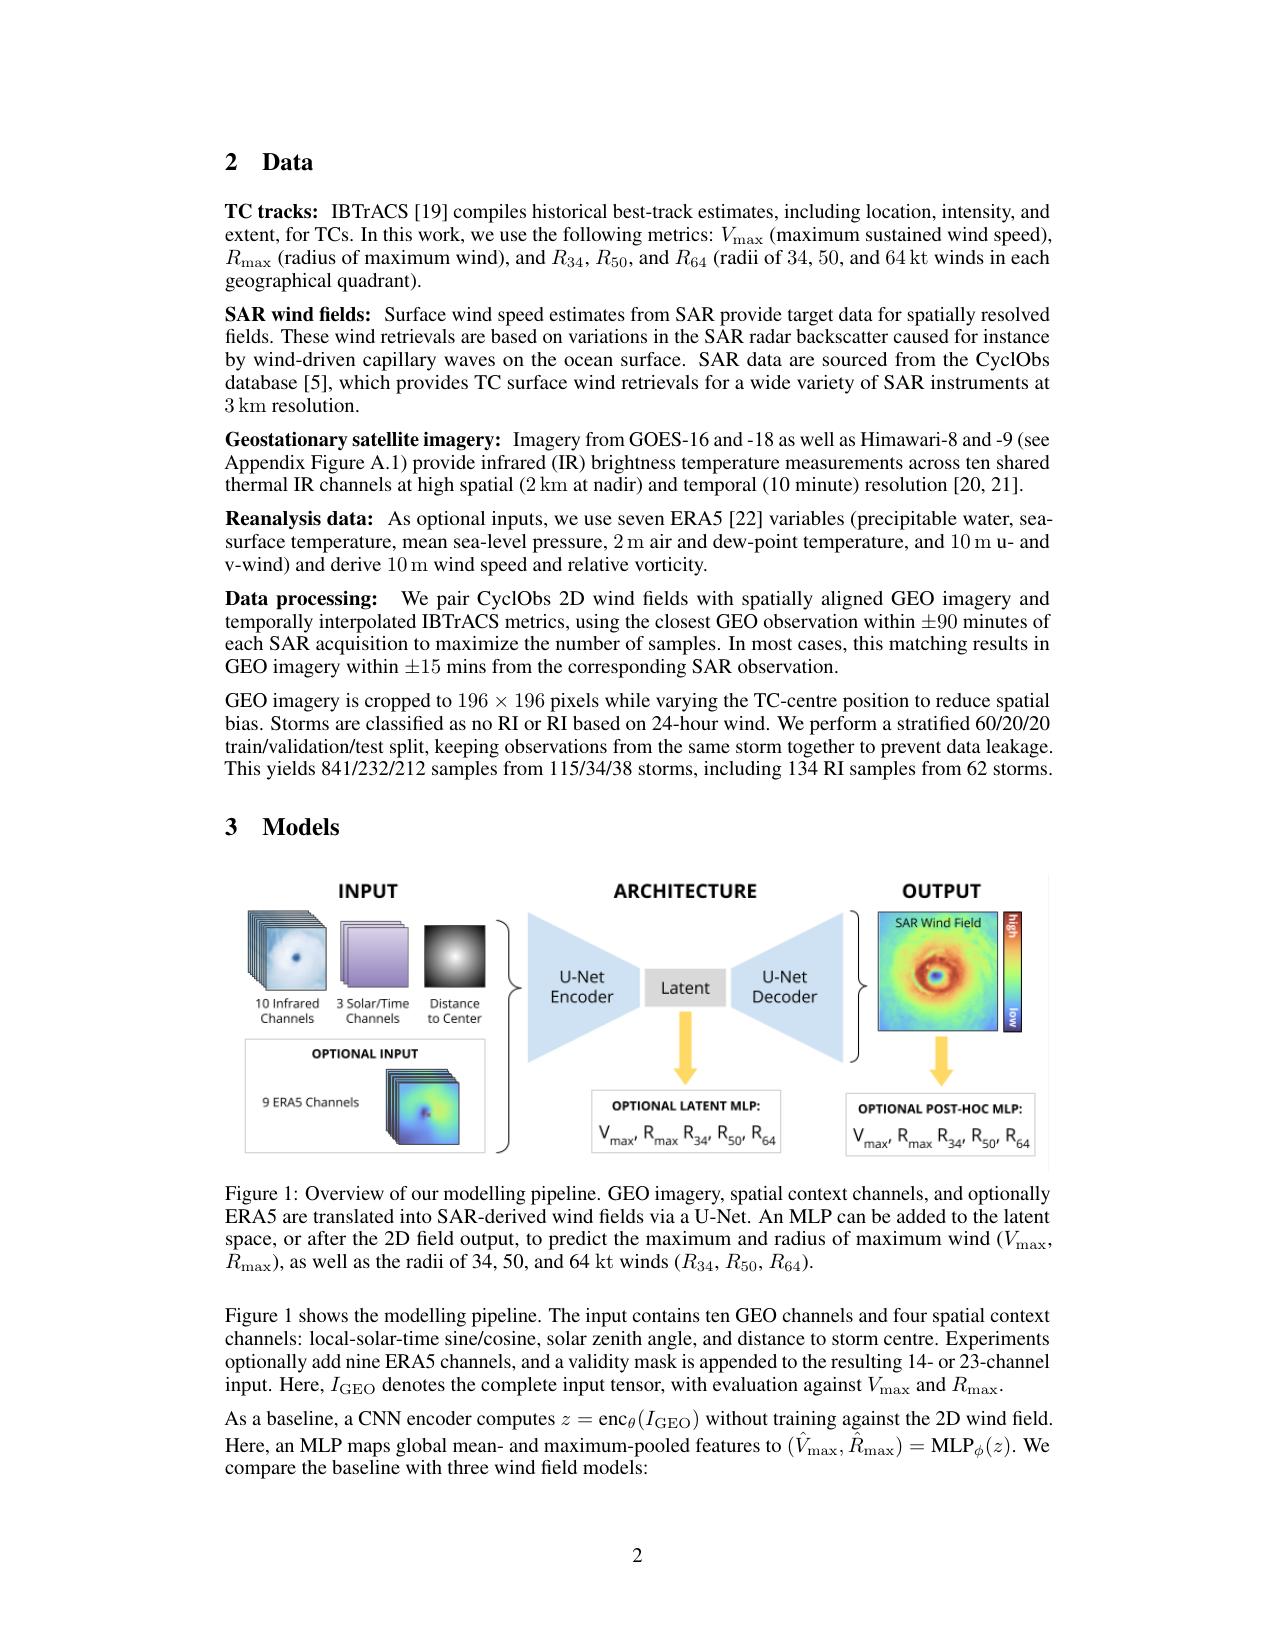 2 Data
TC tracks: IBTrACS [19] compiles historical best-track estimates, including location, intensity, and
extent, for TCs. In this work, we use the following metrics: Vmax (maximum sustained wind speed),
Rmax (radius of maximum wind), and R34, R50, and R64 (radii of 34, 50, and 64 kt winds in each
geographical quadrant).
SAR wind fields: Surface wind speed estimates from SAR provide target data for spatially resolved
fields. These wind retrievals are based on variations in the SAR radar backscatter caused for instance
by wind-driven capillary waves on the ocean surface. SAR data are sourced from the CyclObs
database [5], which provides TC surface wind retrievals for a wide variety of SAR instruments at
3 km resolution.
Geostationary satellite imagery: Imagery from GOES-16 and -18 as well as Himawari-8 and -9 (see
Appendix Figure A.1) provide infrared (IR) brightness temperature measurements across ten shared
thermal IR channels at high spatial (2 km at nadir) and temporal (10 minute) resolution [20, 21].
Reanalysis data: As optional inputs, we use seven ERA5 [22] variables (precipitable water, sea-
surface temperature, mean sea-level pressure, 2 m air and dew-point temperature, and 10 m u- and
v-wind) and derive 10 m wind speed and relative vorticity.
Data processing: We pair CyclObs 2D wind fields with spatially aligned GEO imagery and
temporally interpolated IBTrACS metrics, using the closest GEO observation within ±90 minutes of
each SAR acquisition to maximize the number of samples. In most cases, this matching results in
GEO imagery within ±15 mins from the corresponding SAR observation.
GEO imagery is cropped to 196 × 196 pixels while varying the TC-centre position to reduce spatial
bias. Storms are classified as no RI or RI based on 24-hour wind. We perform a stratified 60/20/20
train/validation/test split, keeping observations from the same storm together to prevent data leakage.
This yields 841/232/212 samples from 115/34/38 storms, including 134 RI samples from 62 storms.
3 Models
INPUT
10 Infrared
Channels
3 Solar/Time
Channels
Distance
to Center
OPTIONAL INPUT
9 ERA5 Channels
ARCHITECTURE
U-Net
Encoder
Latent
U-Net
Decoder
OPTIONAL LATENT MLP:
Vmax, Rmax R34, R50, R64
OUTPUT
SAR Wind Field
high
low
OPTIONAL POST-HOC MLP:
Vmax, Rmax R34, R50, R64
Figure 1: Overview of our modelling pipeline. GEO imagery, spatial context channels, and optionally
ERA5 are translated into SAR-derived wind fields via a U-Net. An MLP can be added to the latent
space, or after the 2D field output, to predict the maximum and radius of maximum wind (Vmax,
Rmax), as well as the radii of 34, 50, and 64 kt winds (R34, R50, R64).
Figure 1 shows the modelling pipeline. The input contains ten GEO channels and four spatial context
channels: local-solar-time sine/cosine, solar zenith angle, and distance to storm centre. Experiments
optionally add nine ERA5 channels, and a validity mask is appended to the resulting 14- or 23-channel
input. Here, IGEO denotes the complete input tensor, with evaluation against Vmax and Rmax.
As a baseline, a CNN encoder computes z = encθ(IGEO) without training against the 2D wind field.
Here, an MLP maps global mean- and maximum-pooled features to (V̂max, R̂max) = MLPϕ(z). We
compare the baseline with three wind field models:
2